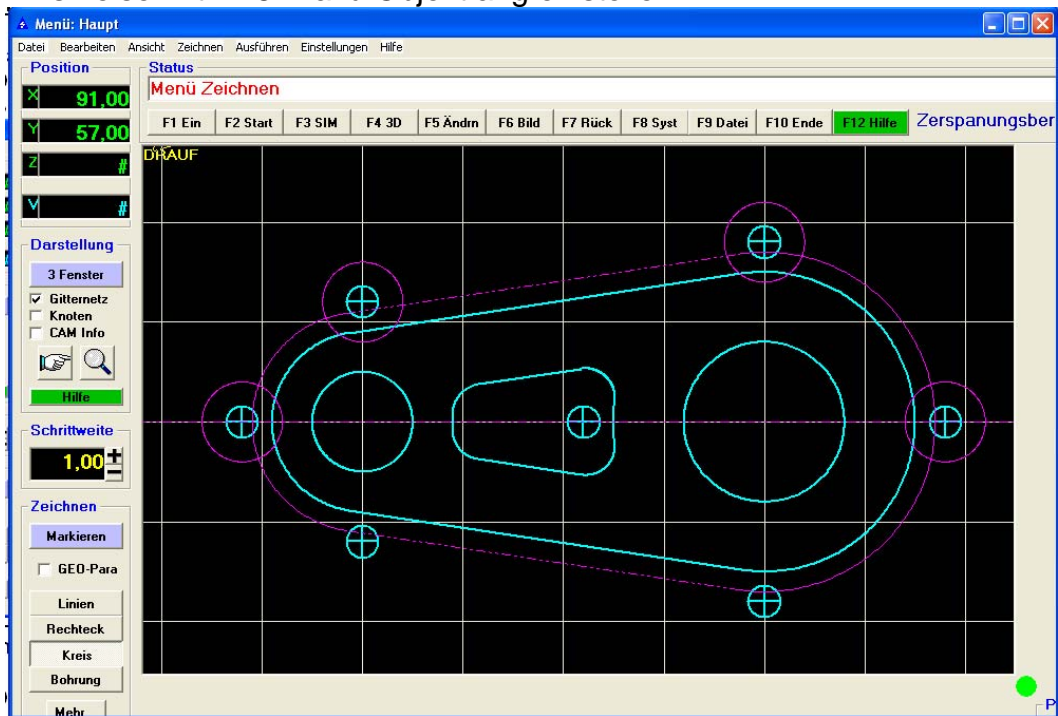 Menü: Haupt
Datei Bearbeiten Ansicht Zeichnen Ausführen Einstellungen Hilfe
Position
Status
X 91,00
Menü Zeichnen
Y 57,00
F1 Ein F2 Start F3 SIM F4 3D F5 Ändrn F6 Bild F7 Rück F8 Syst F9 Datei F10 Ende F12 Hilfe Zerspanungsber
Z #
DRAUF
V #
Darstellung
3 Fenster
Gitternetz
Knoten
CAM Info
Hilfe
Schrittweite
1,00
Zeichnen
Markieren
GEO-Para
Linien
Rechteck
Kreis
Bohrung
Mehr...
P